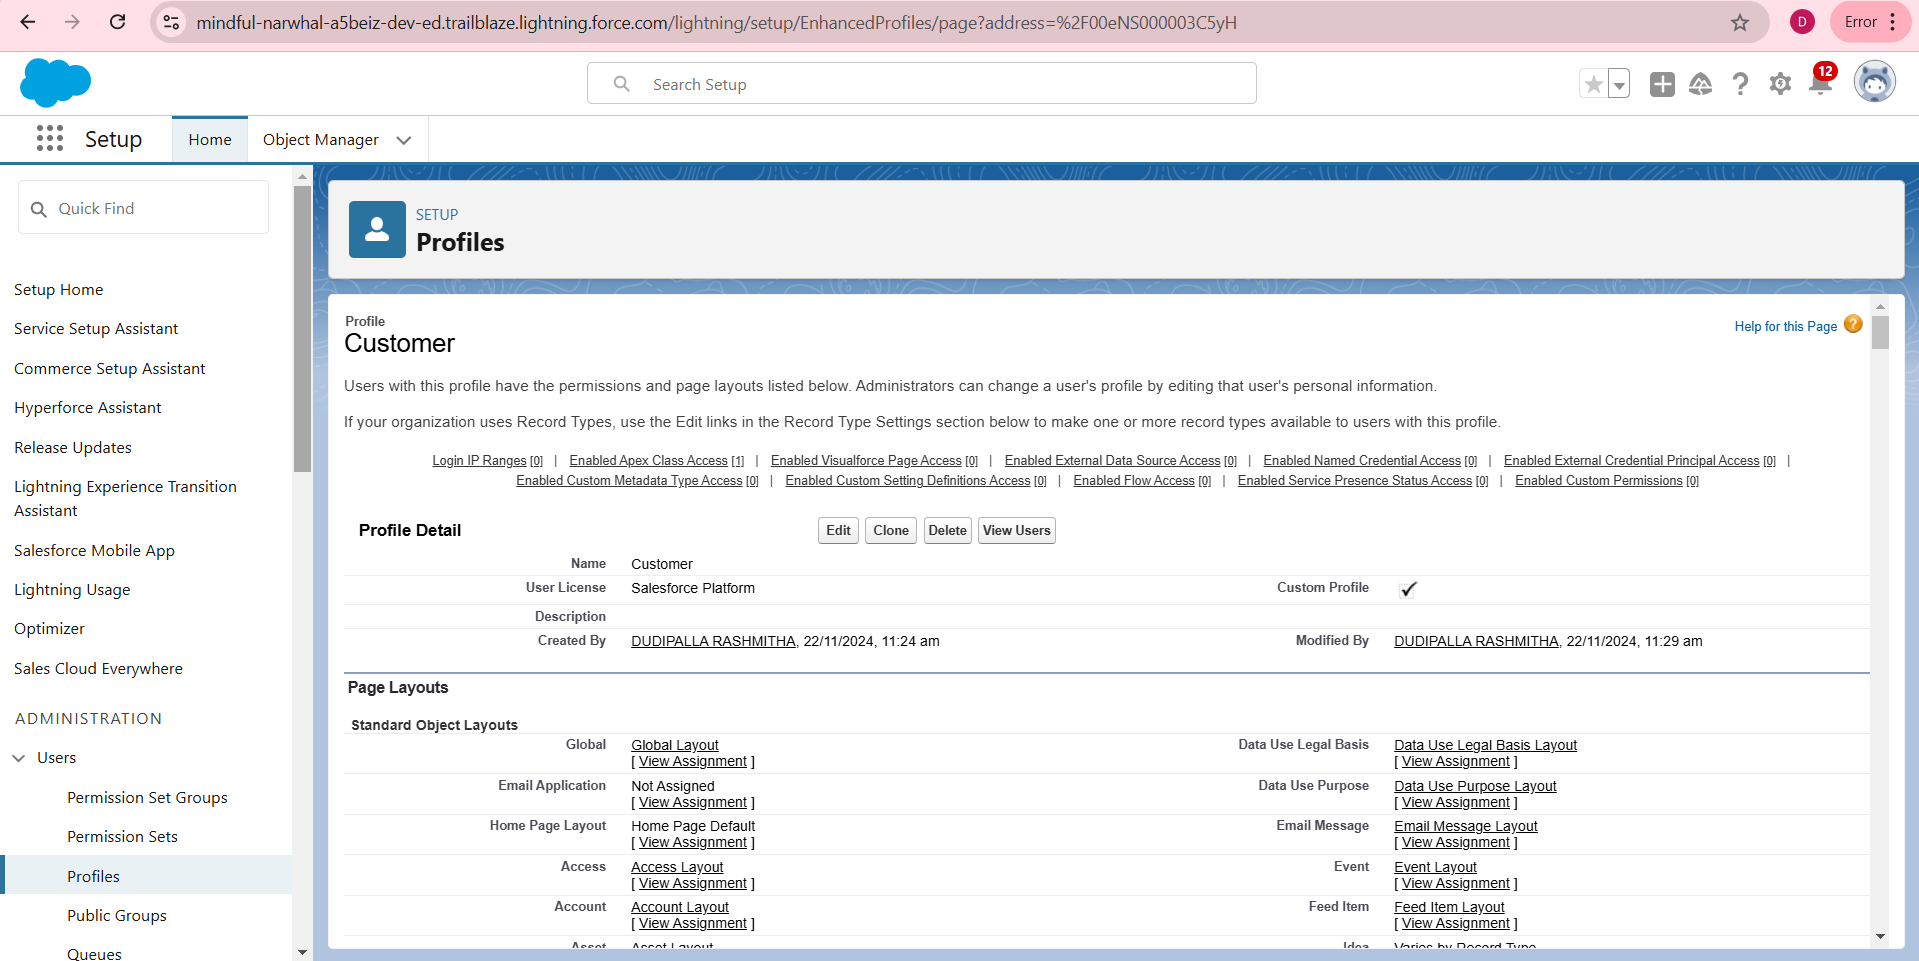 mindful-narwhal-a5beiz-dev-ed.trailblaze.lightning.force.com/lightning/setup/EnhancedProfiles/page?address=%2F00eNS000003C5yH
D
Error
Search Setup
12
Setup
Home
Object Manager
Quick Find
Setup Home
Service Setup Assistant
Commerce Setup Assistant
Hyperforce Assistant
Release Updates
Lightning Experience Transition
Assistant
Salesforce Mobile App
Lightning Usage
Optimizer
Sales Cloud Everywhere
ADMINISTRATION
Users
Permission Set Groups
Permission Sets
Profiles
Public Groups
Queues
SETUP
Profiles
Profile
Customer
Help for this Page ?
Users with this profile have the permissions and page layouts listed below. Administrators can change a user's profile by editing that user's personal information.
If your organization uses Record Types, use the Edit links in the Record Type Settings section below to make one or more record types available to users with this profile.
Login IP Ranges [0] | Enabled Apex Class Access [1] | Enabled Visualforce Page Access [0] | Enabled External Data Source Access [0] | Enabled Named Credential Access [0] | Enabled External Credential Principal Access [0] |
Enabled Custom Metadata Type Access [0] | Enabled Custom Setting Definitions Access [0] | Enabled Flow Access [0] | Enabled Service Presence Status Access [0] | Enabled Custom Permissions [0]
Profile Detail Edit Clone Delete View Users
Name Customer
User License Salesforce Platform Custom Profile
Description
Created By DUDIPALLA RASHMITHA, 22/11/2024, 11:24 am Modified By DUDIPALLA RASHMITHA, 22/11/2024, 11:29 am
Page Layouts
Standard Object Layouts
Global Global Layout Data Use Legal Basis Data Use Legal Basis Layout
[ View Assignment ] [ View Assignment ]
Email Application Not Assigned Data Use Purpose Data Use Purpose Layout
[ View Assignment ] [ View Assignment ]
Home Page Layout Home Page Default Email Message Email Message Layout
[ View Assignment ] [ View Assignment ]
Access Access Layout Event Event Layout
[ View Assignment ] [ View Assignment ]
Account Account Layout Feed Item Feed Item Layout
[ View Assignment ] [ View Assignment ]
Asset Asset Layout Idea Varies by Record Type